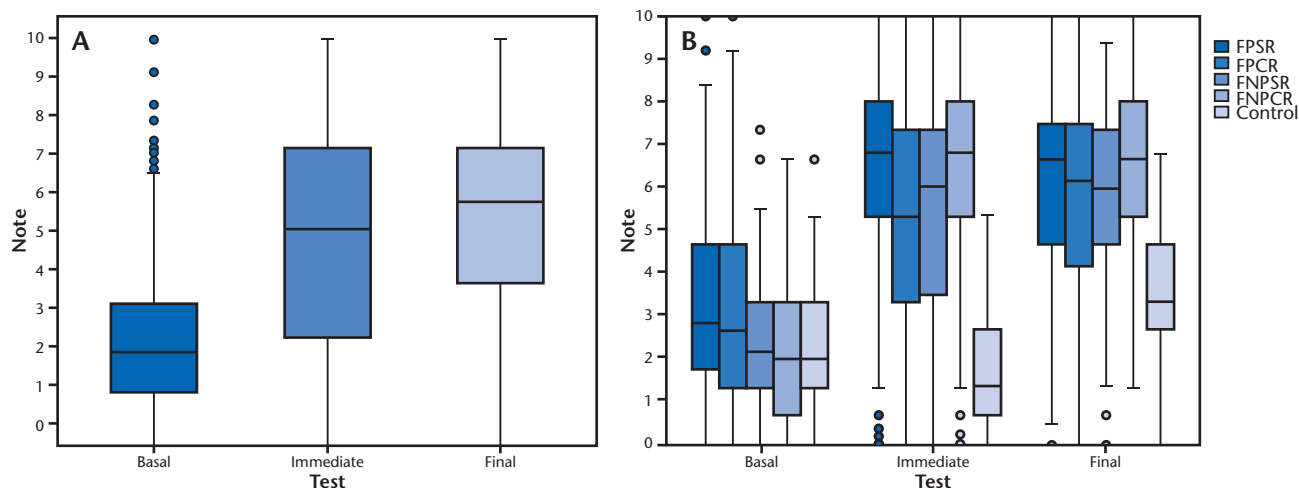 A
10
9
8
7
6
5
4
3
2
1
0
Note
Basal
Immediate
Final
Test
B
10
9
8
7
6
5
4
3
2
1
0
Note
Basal
Immediate
Final
Test
FPSR
FPCR
FNPSR
FNPCR
Control